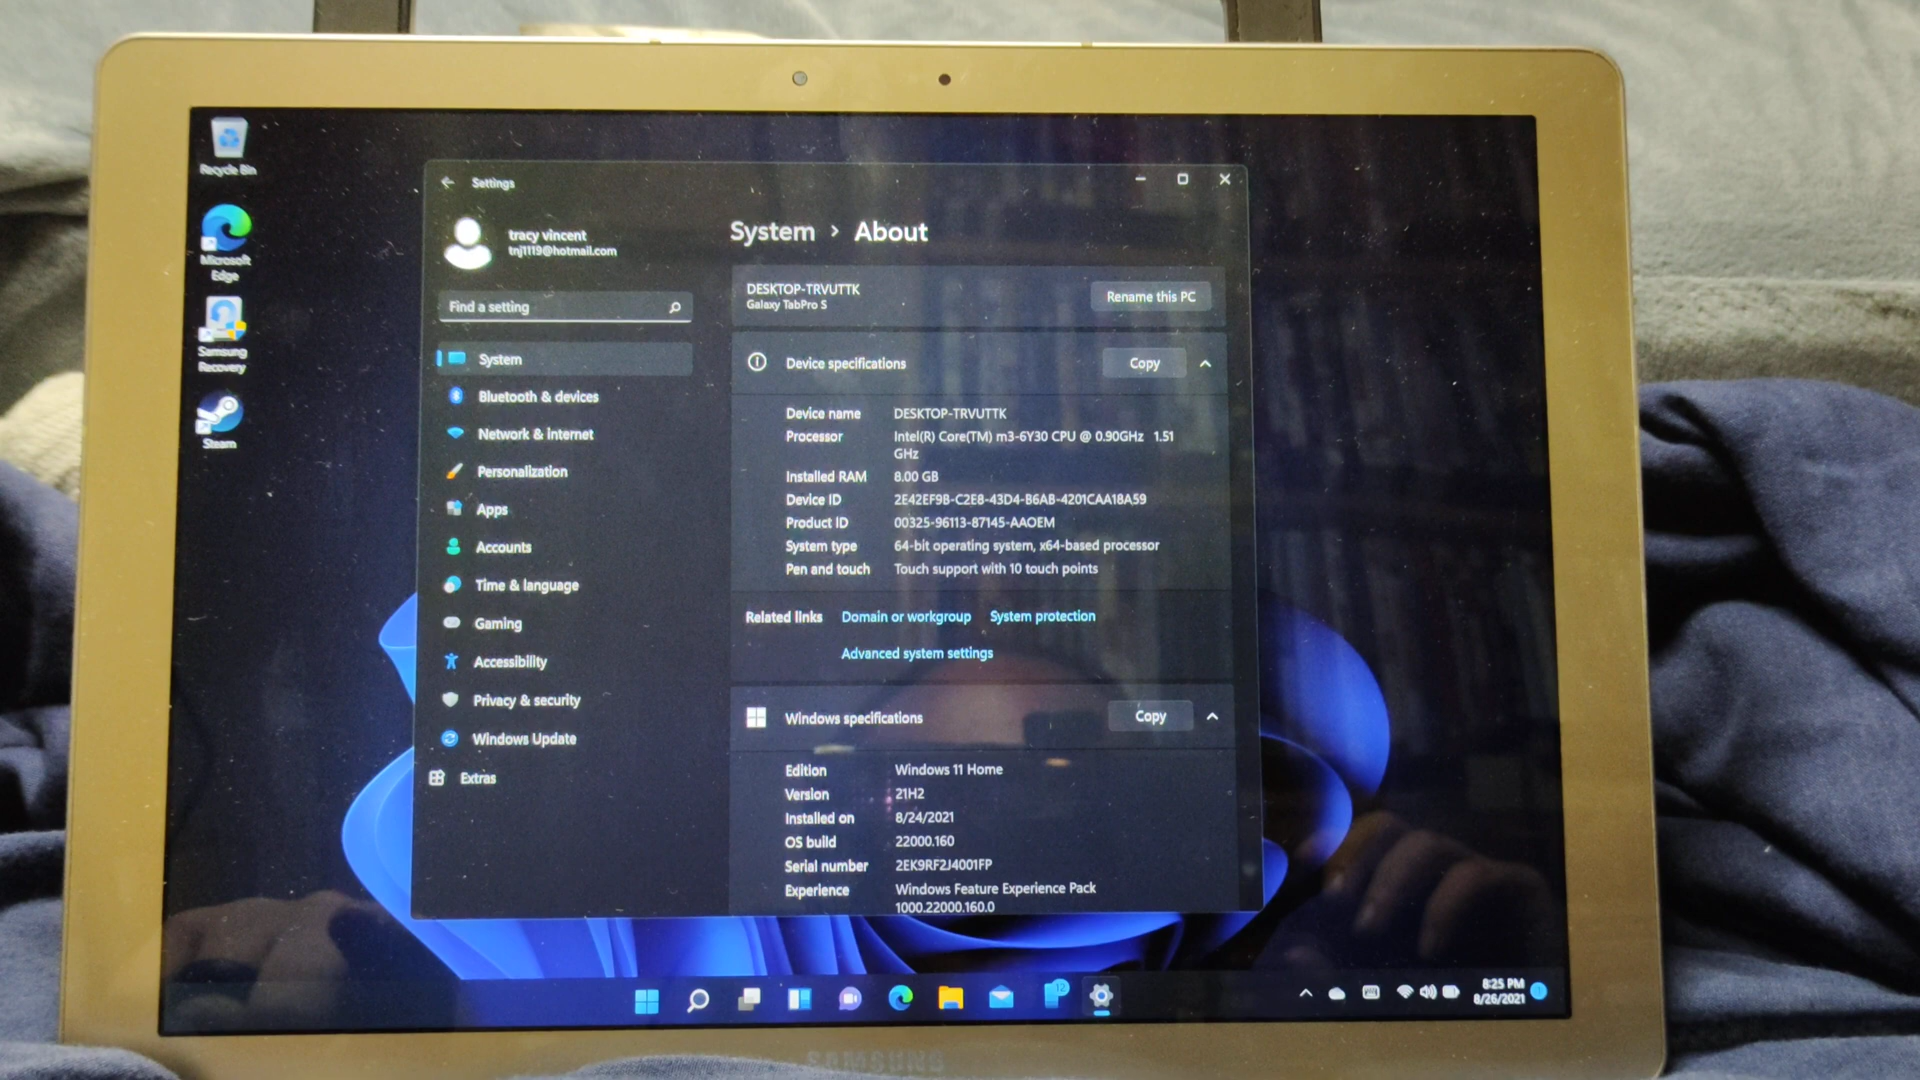 Recycle Bin
Microsoft
Edge
Samsung
Recovery
Steam
Settings
tracy vincent
tnj1119@hotmail.com
Find a setting
System
Bluetooth & devices
Network & internet
Personalization
Apps
Accounts
Time & language
Gaming
Accessibility
Privacy & security
Windows Update
Extras
System > About
DESKTOP-TRVUTTK
Galaxy TabPro S
Rename this PC
Device specifications
Copy
Device name DESKTOP-TRVUTTK
Processor Intel(R) Core(TM) m3-6Y30 CPU @ 0.90GHz 1.51
GHz
Installed RAM 8.00 GB
Device ID 2E42EF9B-C2E8-43D4-B6AB-4201CAA18A59
Product ID 00325-96113-87145-AAOEM
System type 64-bit operating system, x64-based processor
Pen and touch Touch support with 10 touch points
Related links Domain or workgroup System protection
Advanced system settings
Windows specifications
Copy
Edition Windows 11 Home
Version 21H2
Installed on 8/24/2021
OS build 22000.160
Serial number 2EK9RF2J4001FP
Experience Windows Feature Experience Pack
1000.22000.160.0
12
8:25 PM
8/26/2021
SAMSUNG